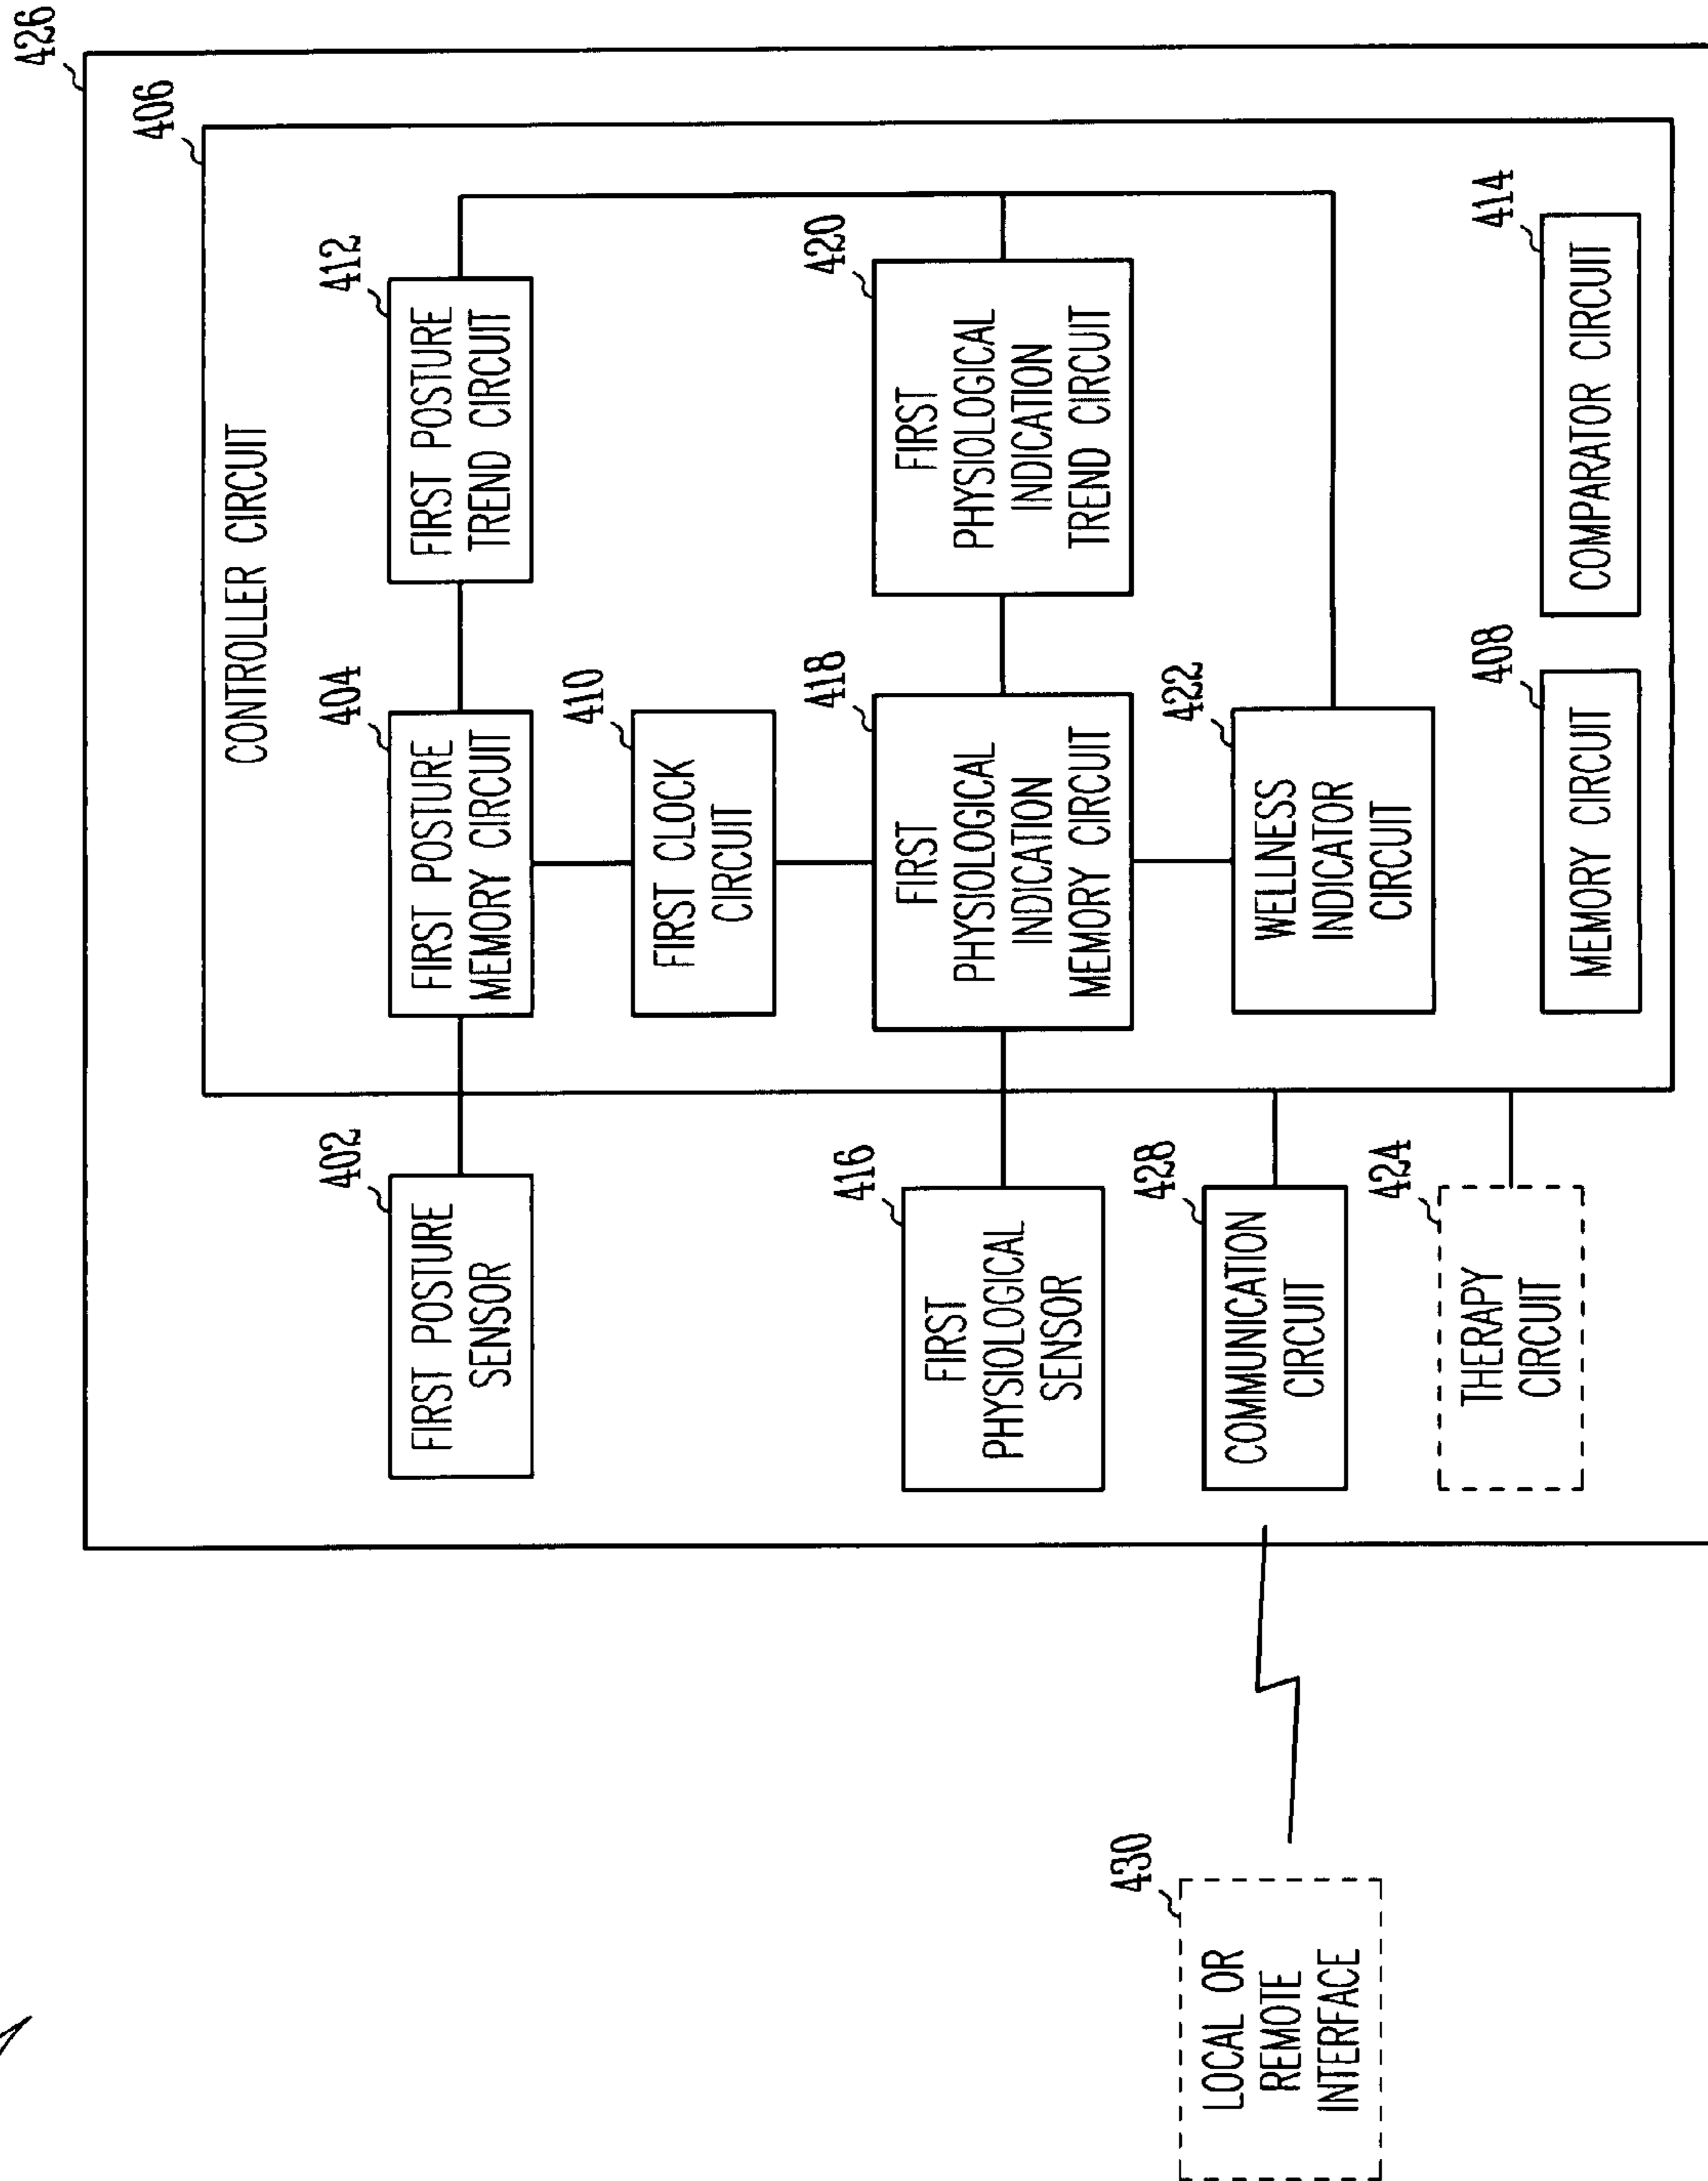 426
406
CONTROLLER CIRCUIT
402
FIRST POSTURE
SENSOR
404
FIRST POSTURE
MEMORY CIRCUIT
412
FIRST POSTURE
TREND CIRCUIT
410
FIRST CLOCK
CIRCUIT
416
FIRST
PHYSIOLOGICAL
SENSOR
418
FIRST
PHYSIOLOGICAL
INDICATION
MEMORY CIRCUIT
420
FIRST
PHYSIOLOGICAL
INDICATION
TREND CIRCUIT
430
LOCAL OR
REMOTE
INTERFACE
428
COMMUNICATION
CIRCUIT
422
WELLNESS
INDICATOR
CIRCUIT
424
THERAPY
CIRCUIT
408
MEMORY CIRCUIT
414
COMPARATOR CIRCUIT